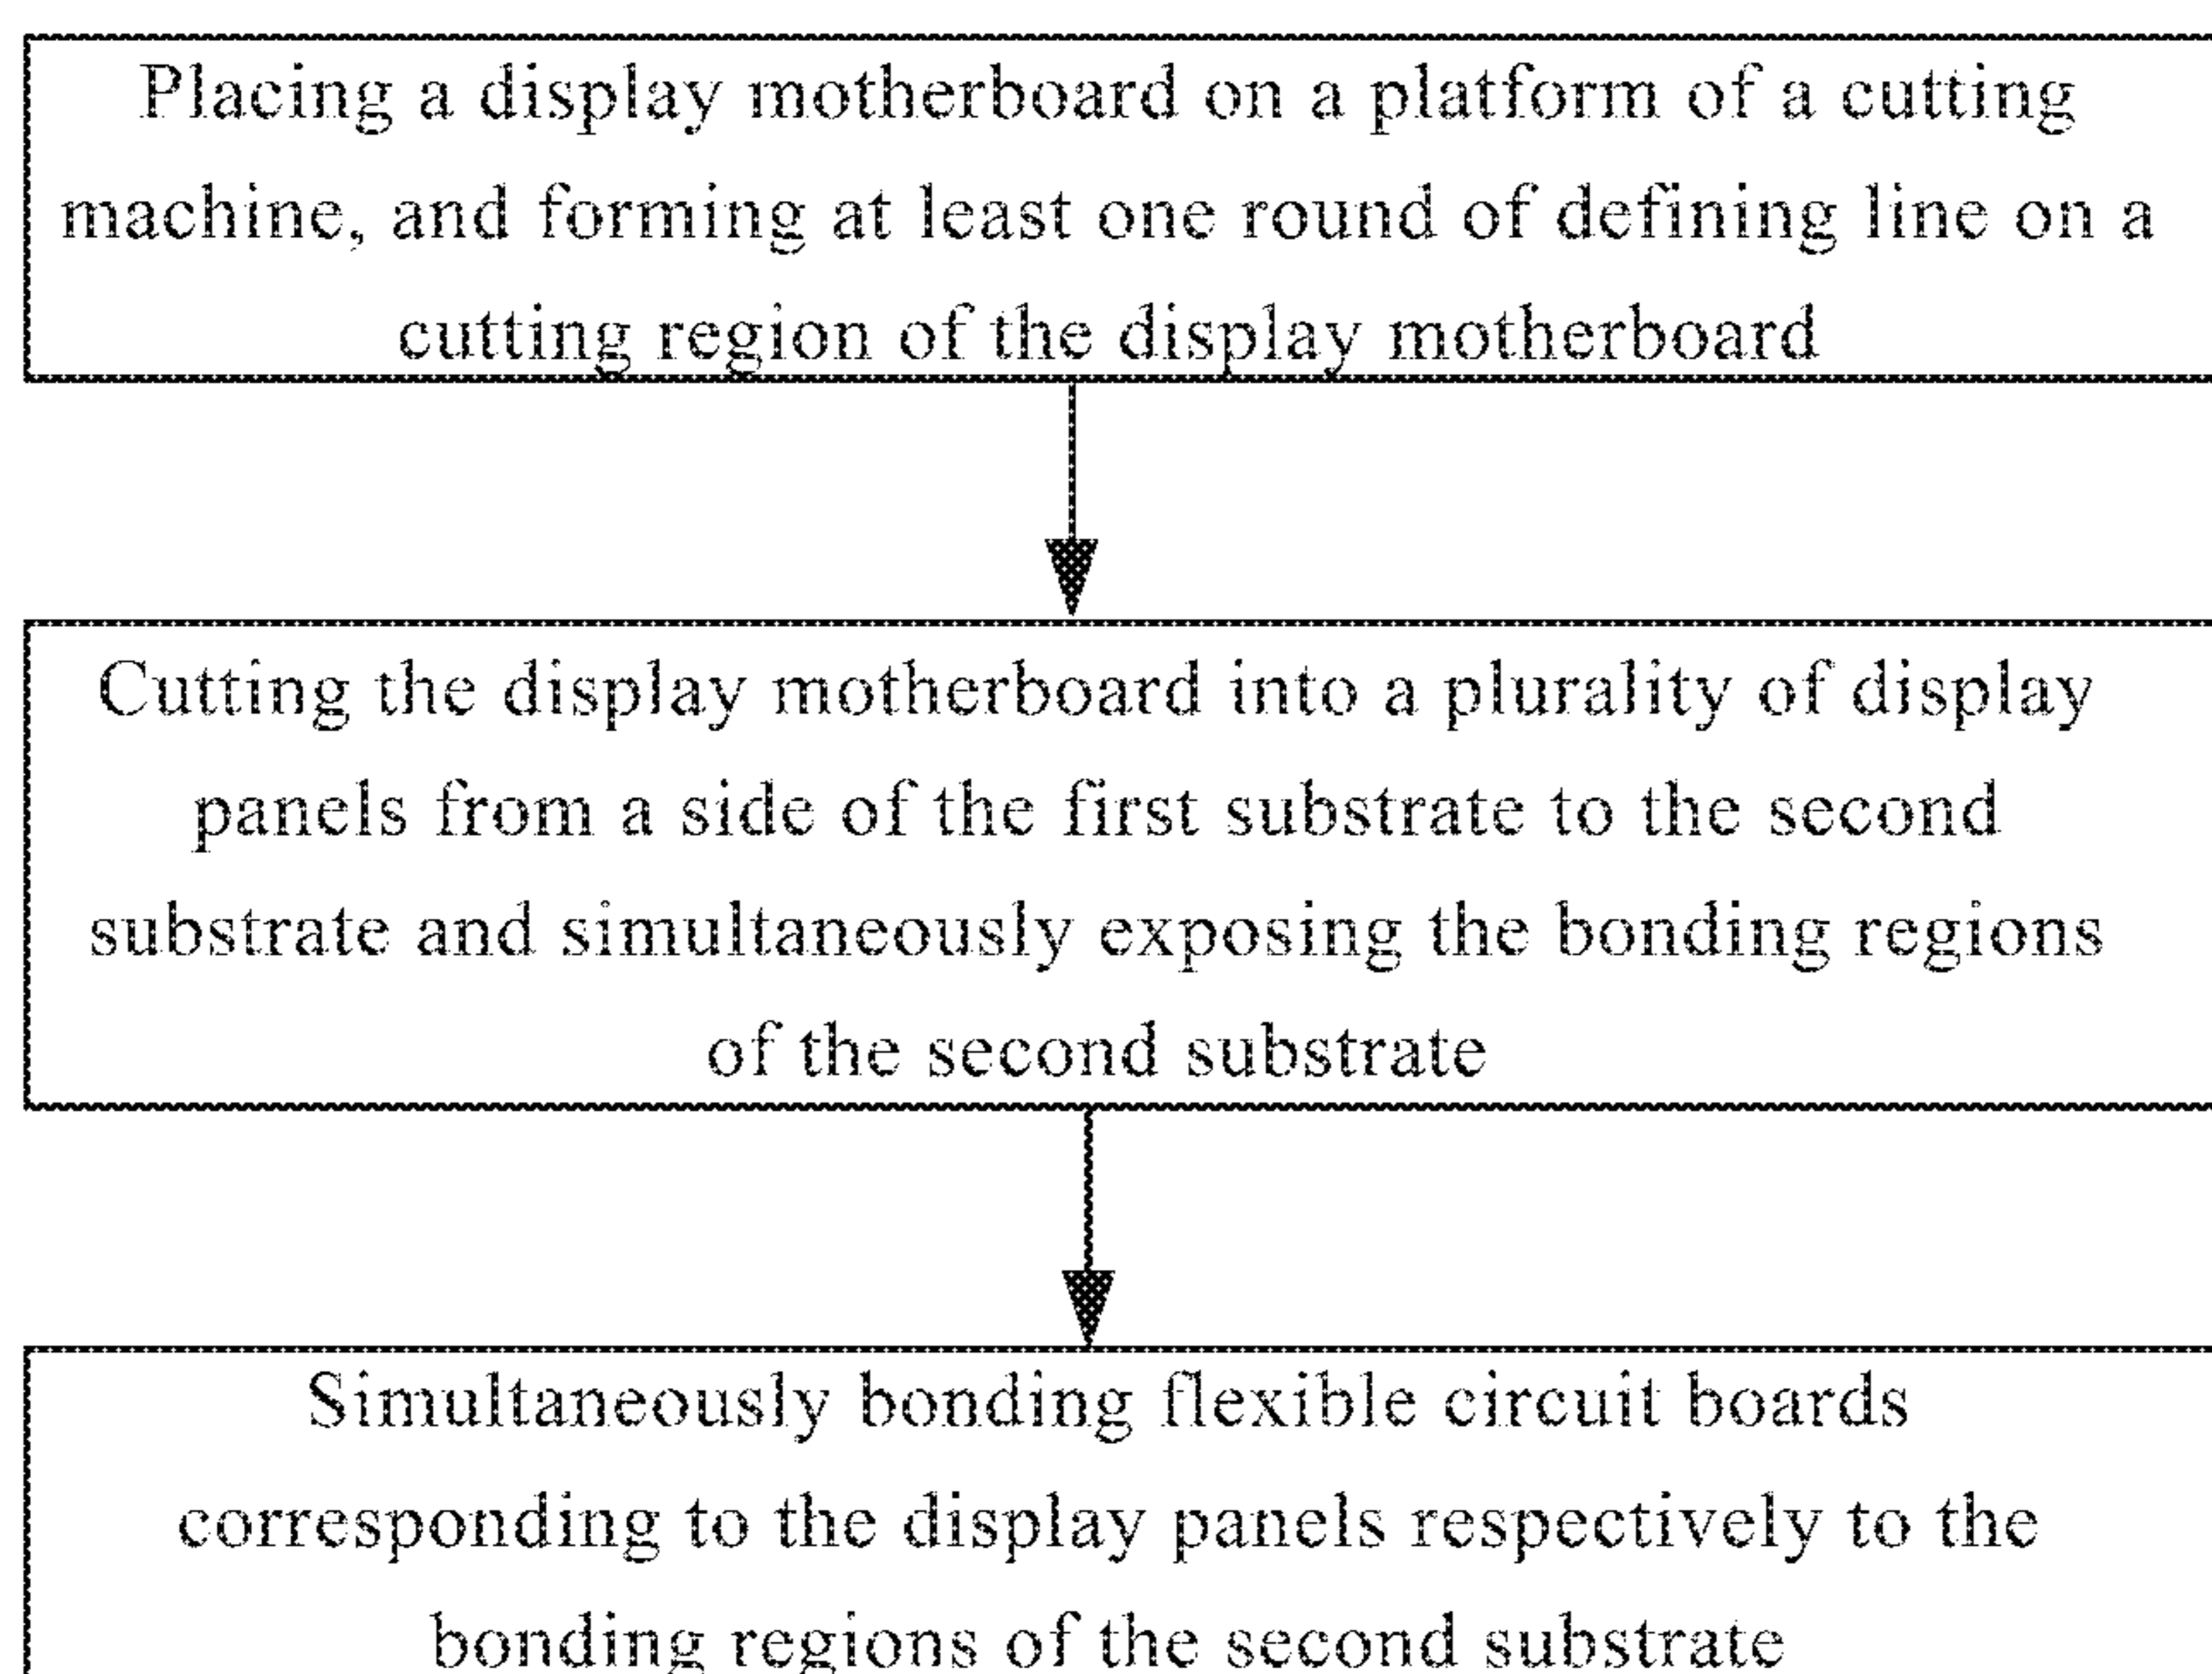 Placing a display motherboard on a platform of a cutting
machine, and forming at least one round of defining line on a
cutting region of the display motherboard
Cutting the display motherboard into a plurality of display
panels from a side of the first substrate to the second
substrate and simultaneously exposing the bonding regions
of the second substrate
Simultaneously bonding flexible circuit boards
corresponding to the display panels respectively to the
bonding regions of the second substrate